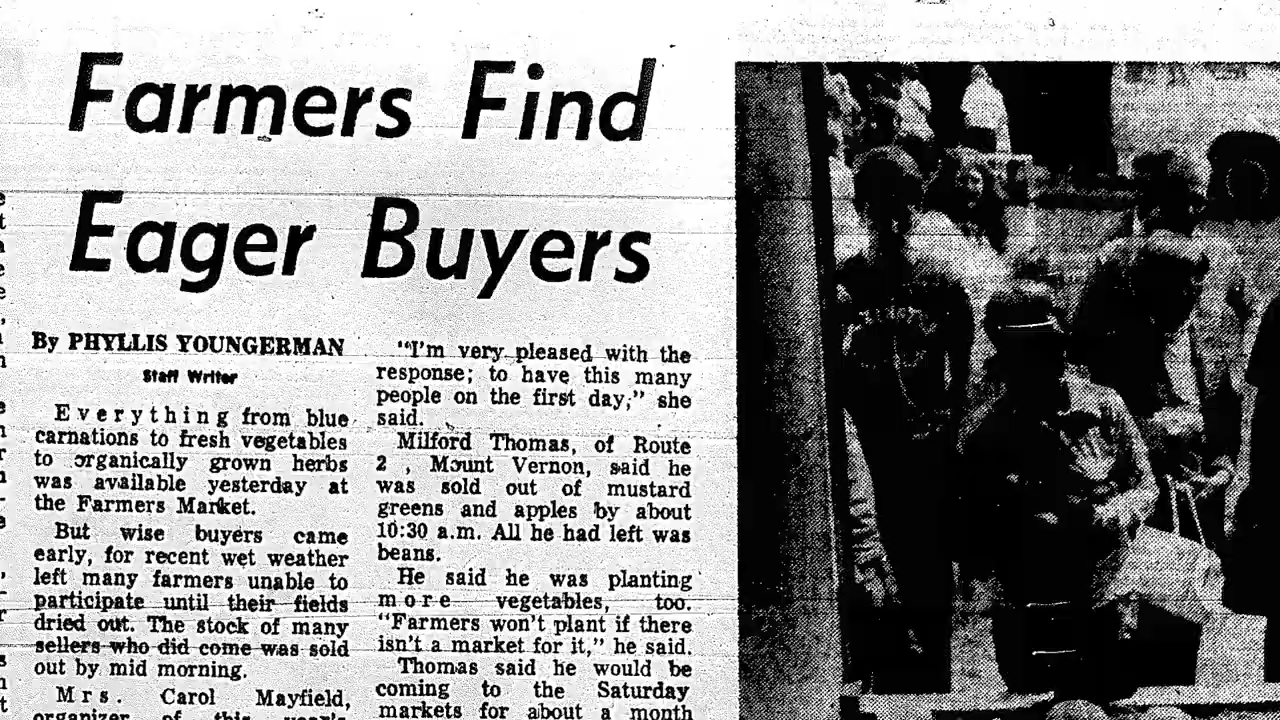 Farmers Find
Eager Buyers
By PHYLLIS YOUNGERMAN
Staff Writer
Everything from blue
carnations to fresh vegetables
to organically grown herbs
was available yesterday at
the Farmers Market.
But wise buyers came
early, for recent wet weather
left many farmers unable to
participate until their fields
dried out. The stock of many
sellers who did come was sold
out by mid morning.
Mrs. Carol Mayfield,
organizer of this year's
"I'm very pleased with the
response; to have this many
people on the first day," she
said.
Milford Thomas, of Route
2 , Mount Vernon, said he
was sold out of mustard
greens and apples by about
10:30 a.m. All he had left was
beans.
He said he was planting
more vegetables, too.
"Farmers won't plant if there
isn't a market for it," he said.
Thomas said he would be
coming to the Saturday
markets for about a month